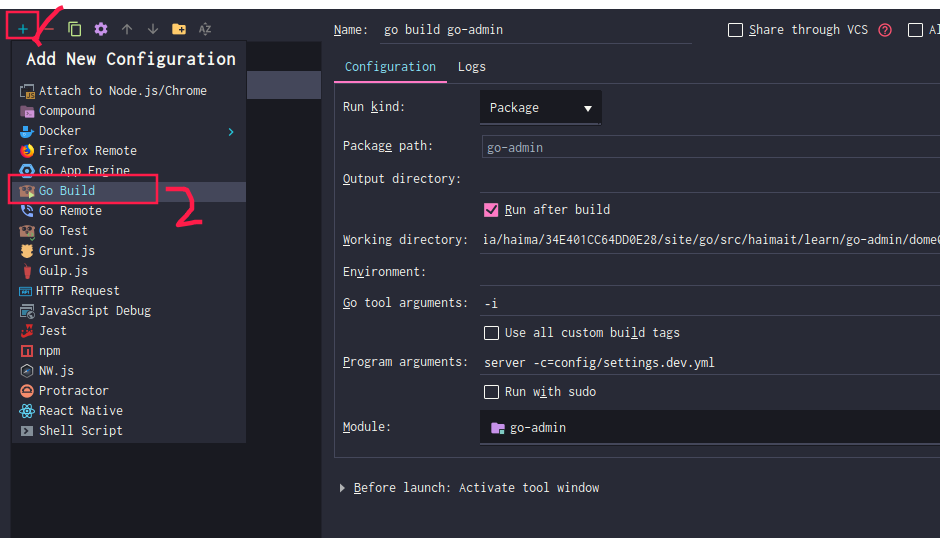 Name: go build go-admin
Share through VCS
Al
Add New Configuration
Attach to Node.js/Chrome
Compound
Docker
Firefox Remote
Go App Engine
Go Build
2
Go Remote
Go Test
Grunt.js
Gulp.js
HTTP Request
JavaScript Debug
Jest
npm
NW.js
Protractor
React Native
Shell Script
Configuration Logs
Run kind: Package
Package path: go-admin
Output directory:
Run after build
Working directory: ia/haima/34E401CC64DD0E28/site/go/src/haimait/learn/go-admin/dome
Environment:
Go tool arguments: -i
Use all custom build tags
Program arguments: server -c=config/settings.dev.yml
Run with sudo
Module: go-admin
Before launch: Activate tool window